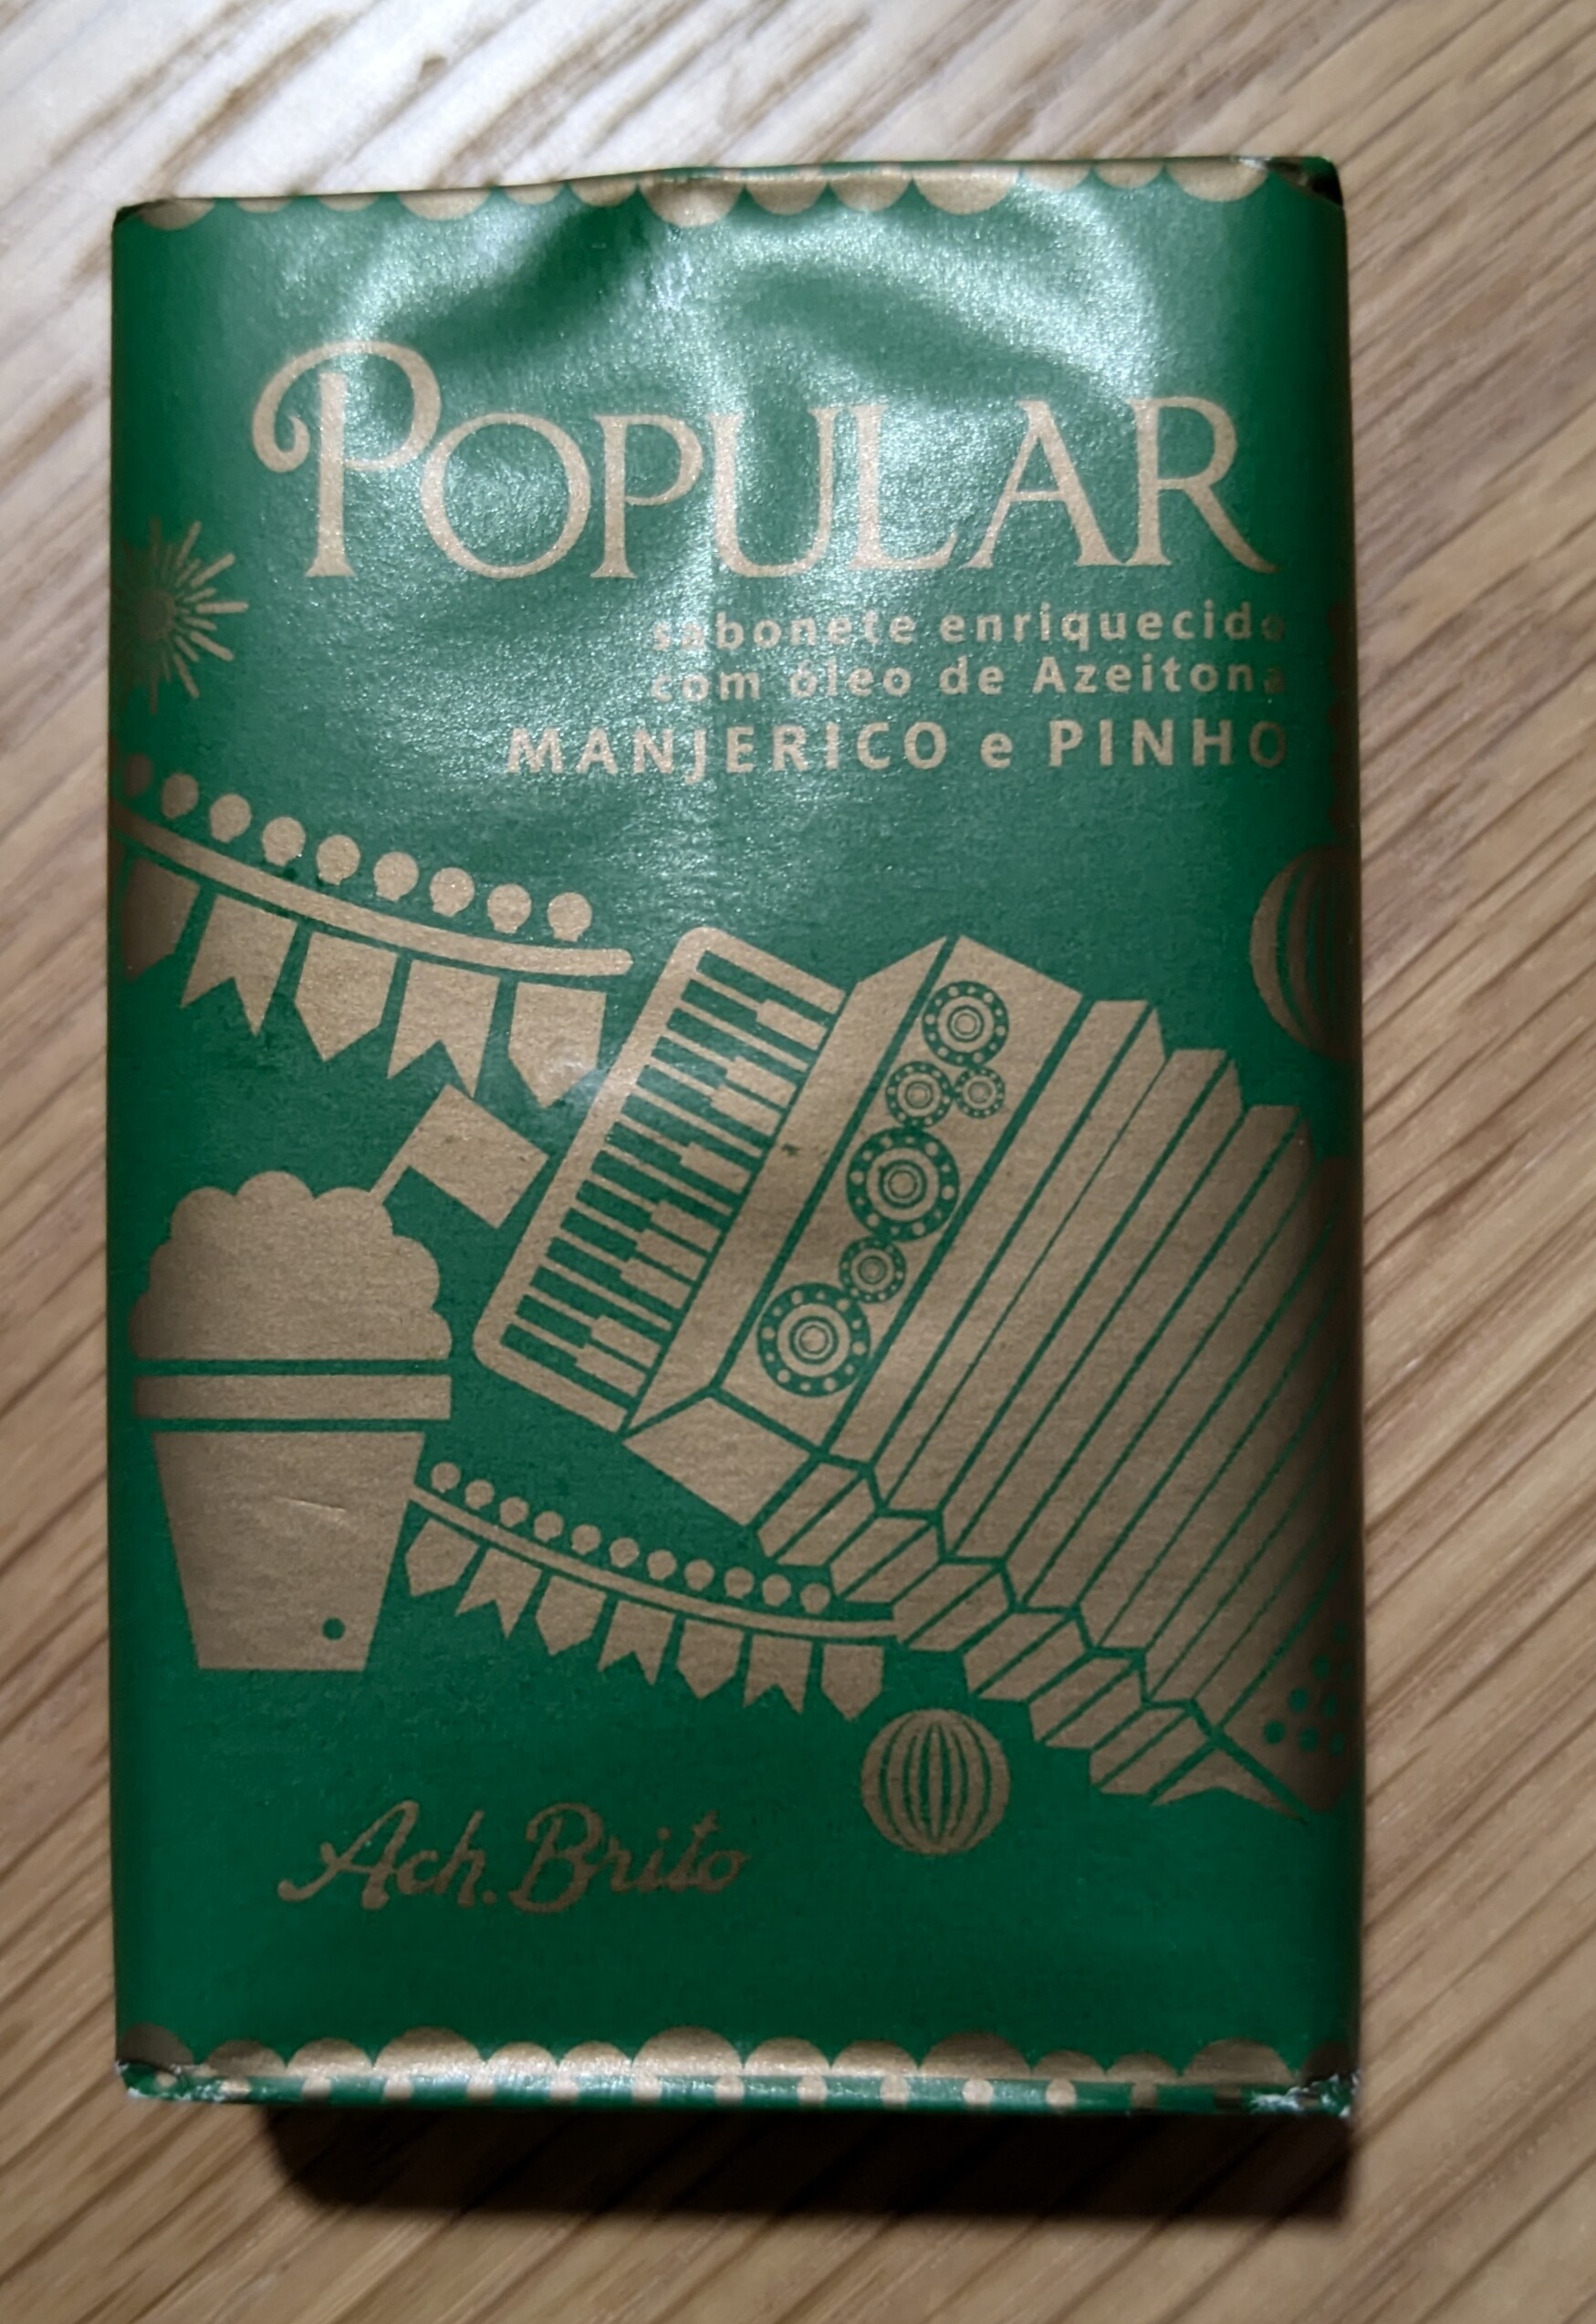 POPULAR
sabonete enriquecido
com óleo de Azeitona
MANJERICO e PINHO
Ach. Brito